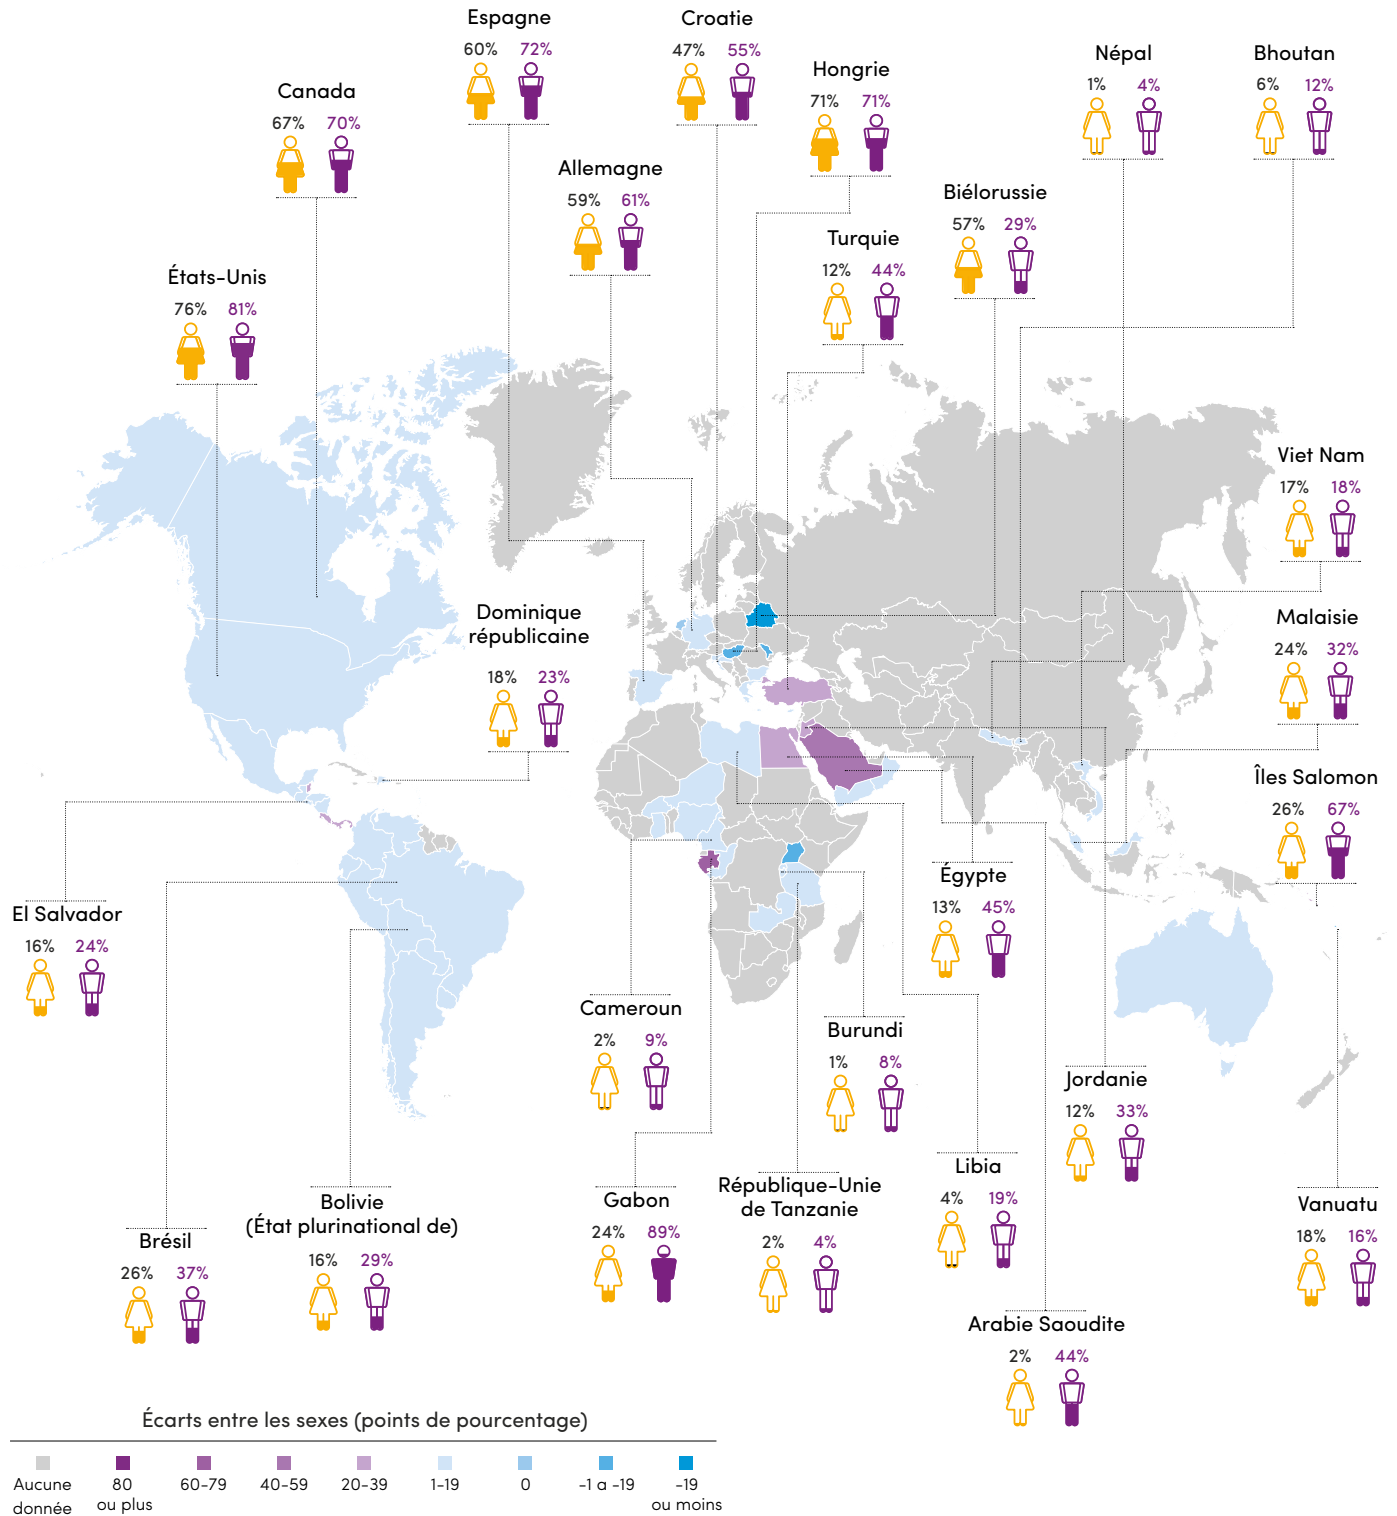 Espagne
60% 72%
Croatie
47% 55%
Hongrie
71% 71%
Népal
1% 4%
Bhoutan
6% 12%
Canada
67% 70%
Allemagne
59% 61%
Biélorussie
57% 29%
Turquie
12% 44%
États-Unis
76% 81%
Viet Nam
17% 18%
Dominique
républicaine
18% 23%
Malaisie
24% 32%
Îles Salomon
26% 67%
Égypte
13% 45%
El Salvador
16% 24%
Cameroun
2% 9%
Burundi
1% 8%
Jordanie
12% 33%
Libia
4% 19%
République-Unie
de Tanzanie
2% 4%
Gabon
24% 89%
Bolivie
(État plurinational de)
16% 29%
Brésil
26% 37%
Vanuatu
18% 16%
Arabie Saoudite
2% 44%
Écarts entre les sexes (points de pourcentage)
Aucune
donnée
80
ou plus
60-79
40-59
20-39
1-19
0
-1 a -19
-19
ou moins